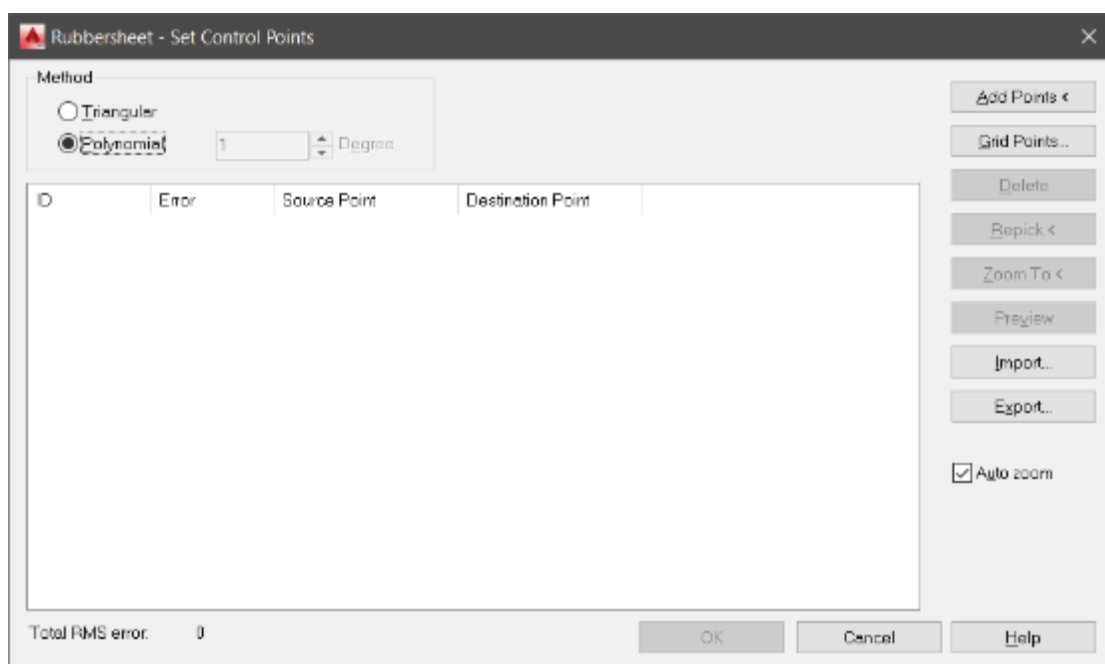 Rubbersheet - Set Control Points
Method
Triangular
Polynomial
1
Degree
Add Points <
Grid Points...
Delete
Repick <
Zoom To <
Preview
Import...
Export...
Auto zoom
ID Error Source Point Destination Point
Total RMS error: 0
OK
Cancel
Help